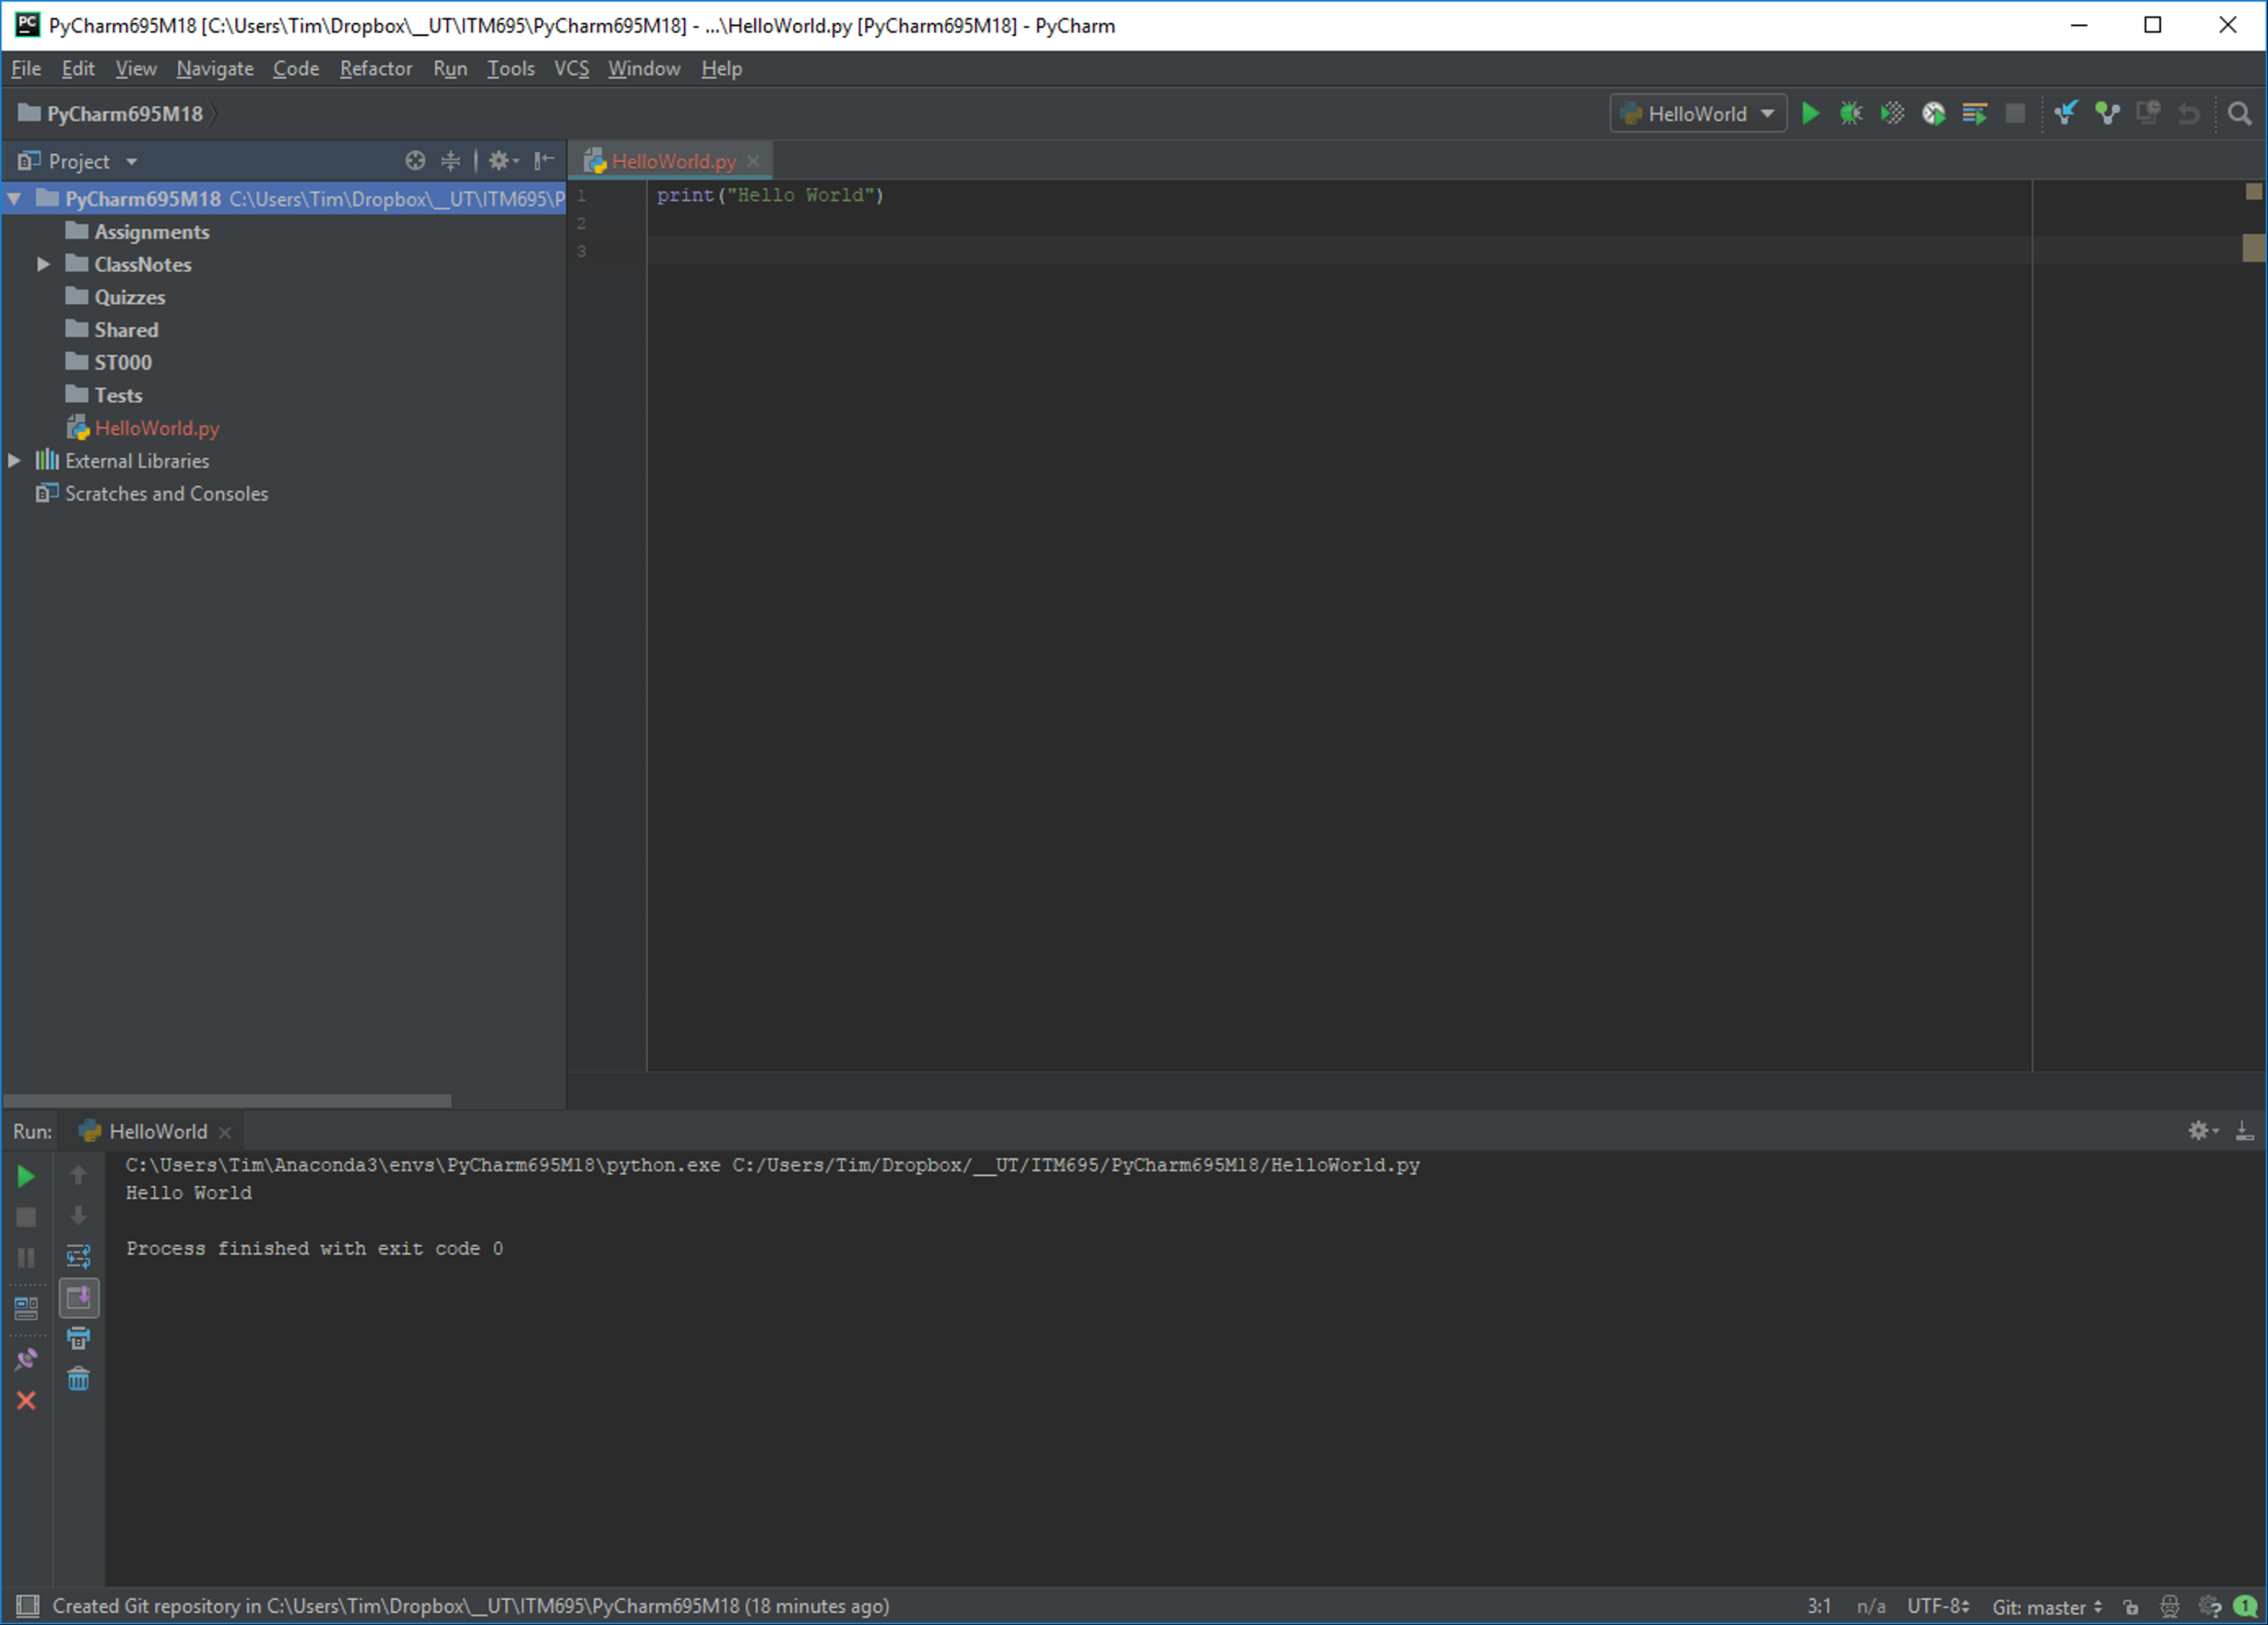 PyCharm695M18 [C:\Users\Tim\Dropbox\__UT\ITM695\PyCharm695M18] - ...\HelloWorld.py [PyCharm695M18] - PyCharm
File Edit View Navigate Code Refactor Run Tools VCS Window Help
PyCharm695M18
HelloWorld
Project
HelloWorld.py
PyCharm695M18 C:\Users\Tim\Dropbox\__UT\ITM695\P
Assignments
ClassNotes
Quizzes
Shared
ST000
Tests
HelloWorld.py
External Libraries
Scratches and Consoles
1 print("Hello World")
2
3
Run: HelloWorld
C:\Users\Tim\Anaconda3\envs\PyCharm695M18\python.exe C:/Users/Tim/Dropbox/__UT/ITM695/PyCharm695M18/HelloWorld.py
Hello World
Process finished with exit code 0
Created Git repository in C:\Users\Tim\Dropbox\__UT\ITM695\PyCharm695M18 (18 minutes ago)
3:1 n/a UTF-8 Git: master 1